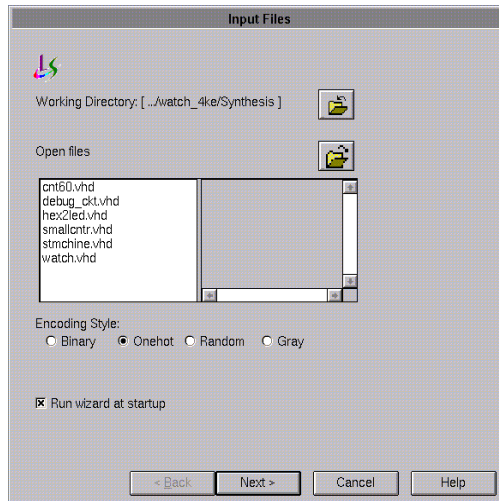 Input Files
Working Directory: [ .../watch_4ke/Synthesis ]
Open files
cnt60.vhd
debug_ckt.vhd
hex2led.vhd
smallcntr.vhd
stmchine.vhd
watch.vhd
Encoding Style:
Binary Onehot Random Gray
Run wizard at startup
< Back Next > Cancel Help